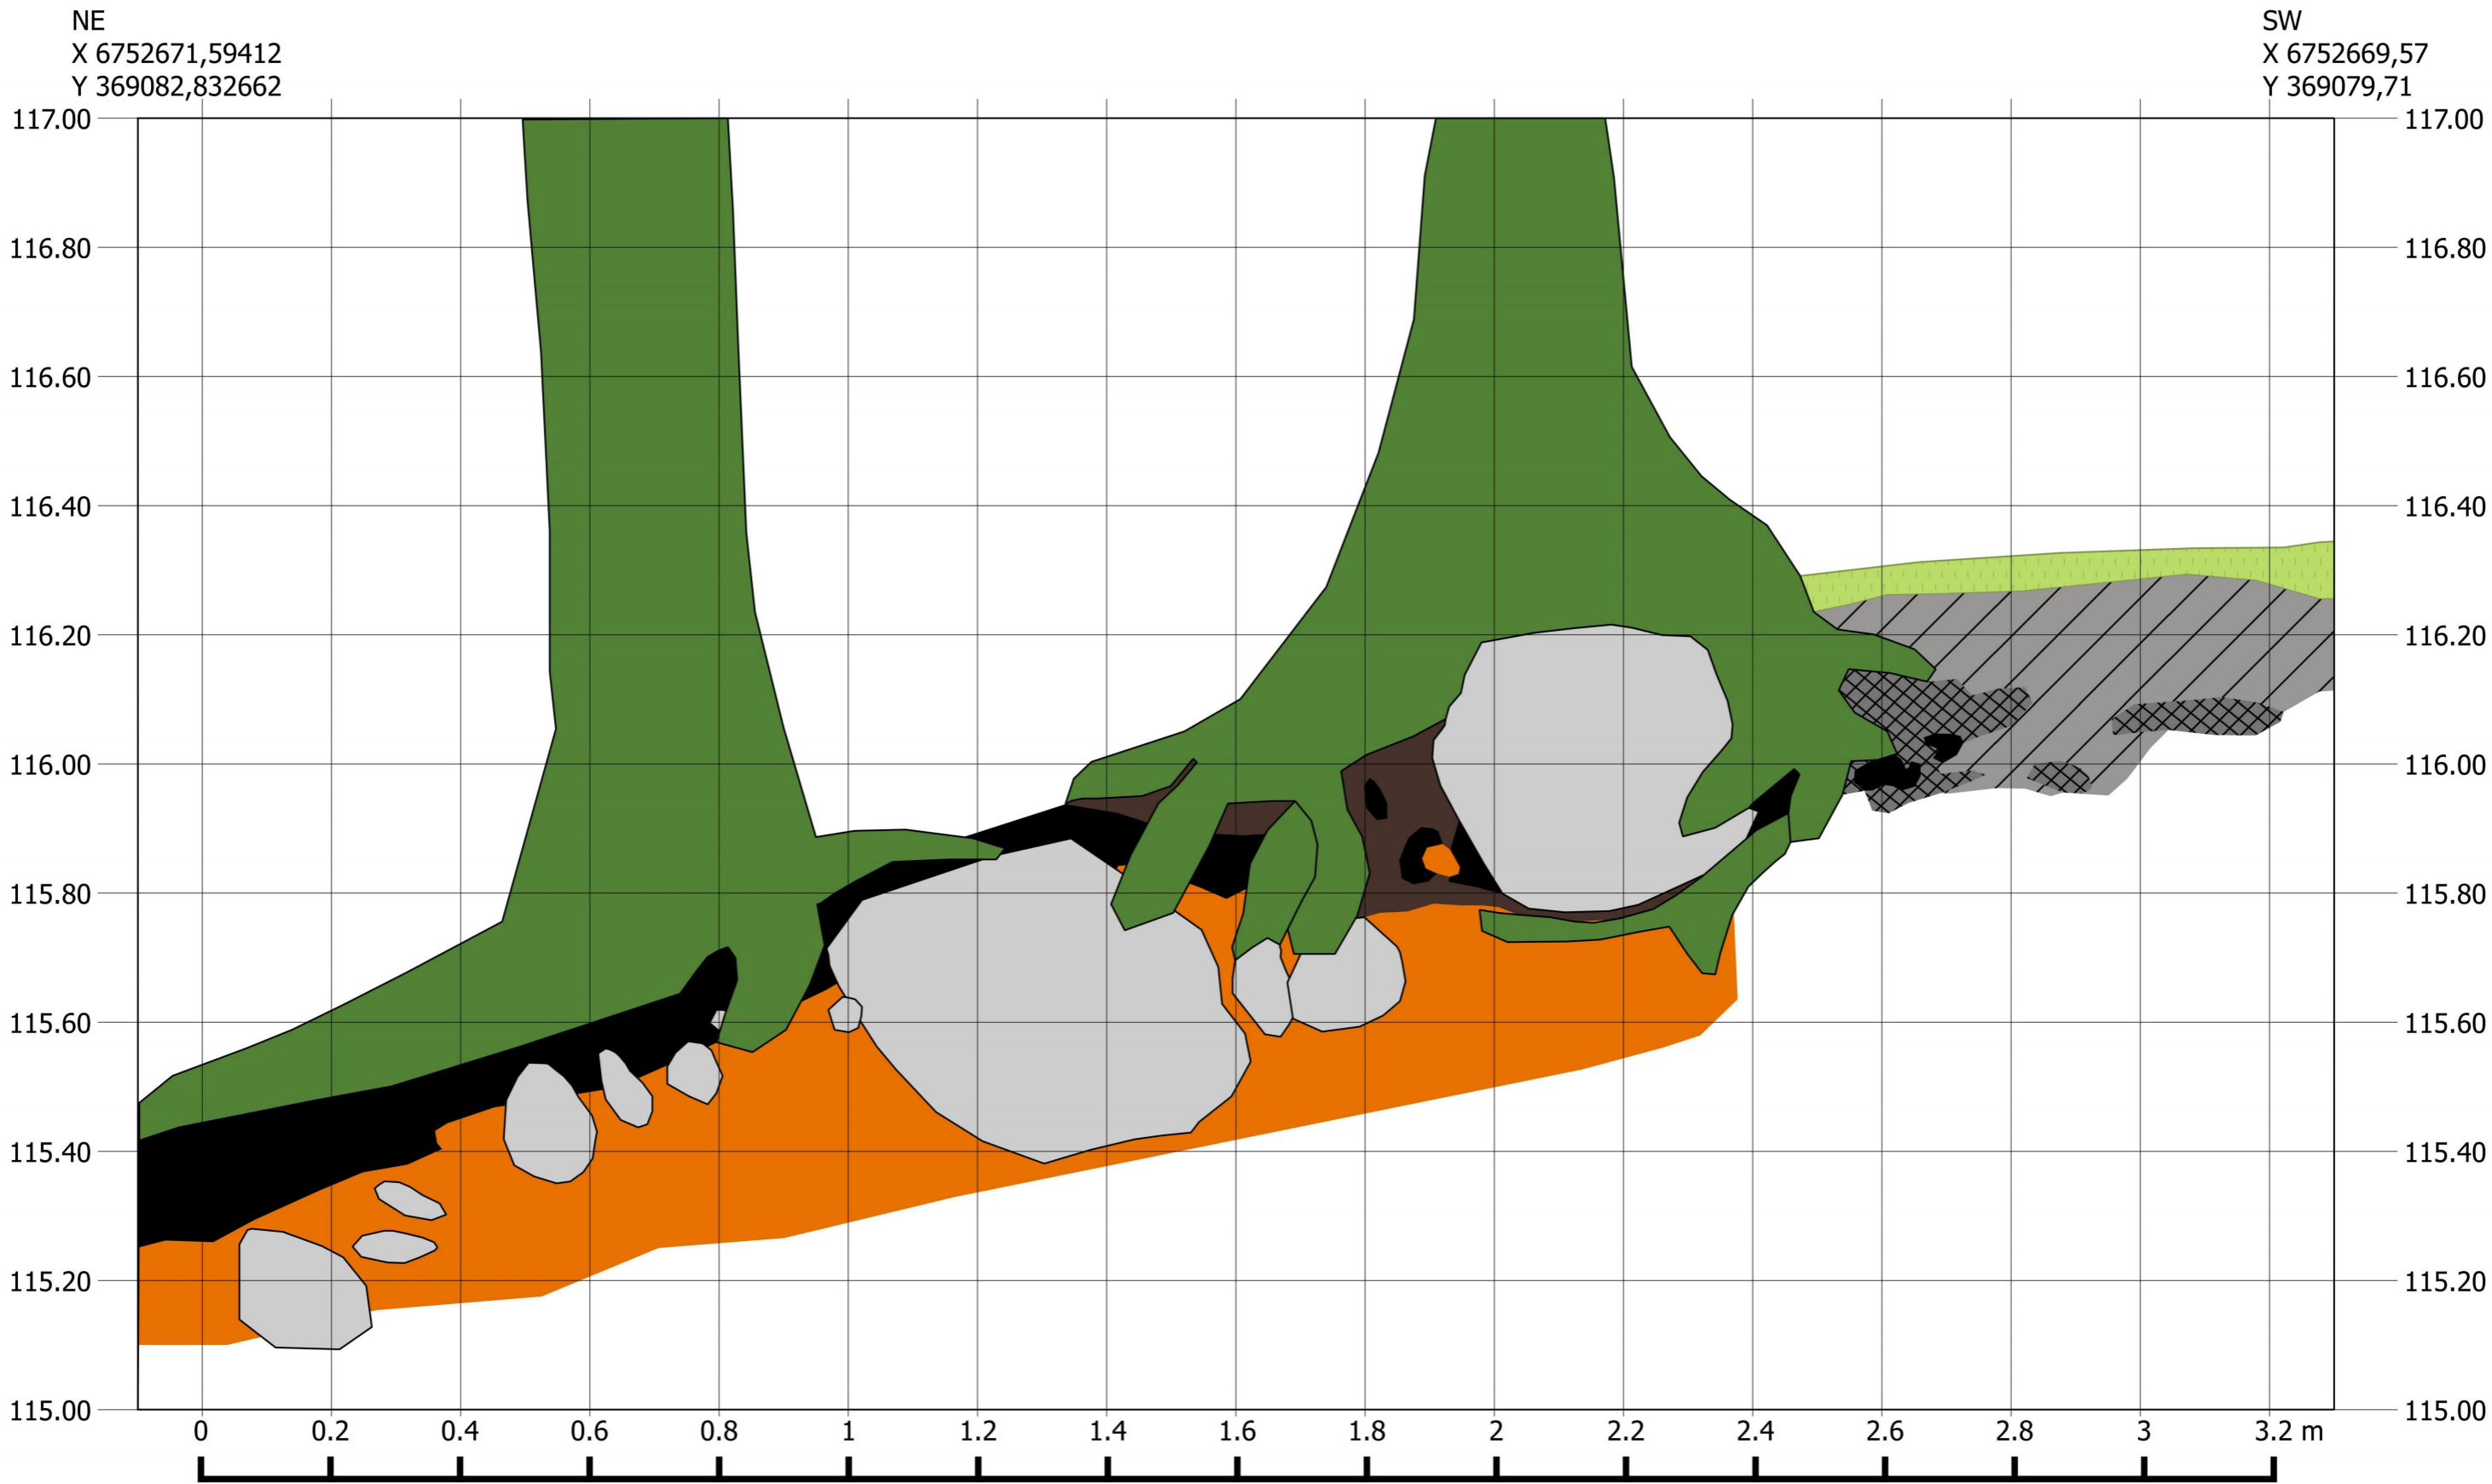 NE
X 6752671,59412
Y 369082,832662
SW
X 6752669,57
Y 369079,71
117.00 117.00
116.80 116.80
116.60 116.60
116.40 116.40
116.20 116.20
116.00 116.00
115.80 115.80
115.60 115.60
115.40 115.40
115.20 115.20
115.00 115.00
0 0.2 0.4 0.6 0.8 1 1.2 1.4 1.6 1.8 2 2.2 2.4 2.6 2.8 3 3.2 m